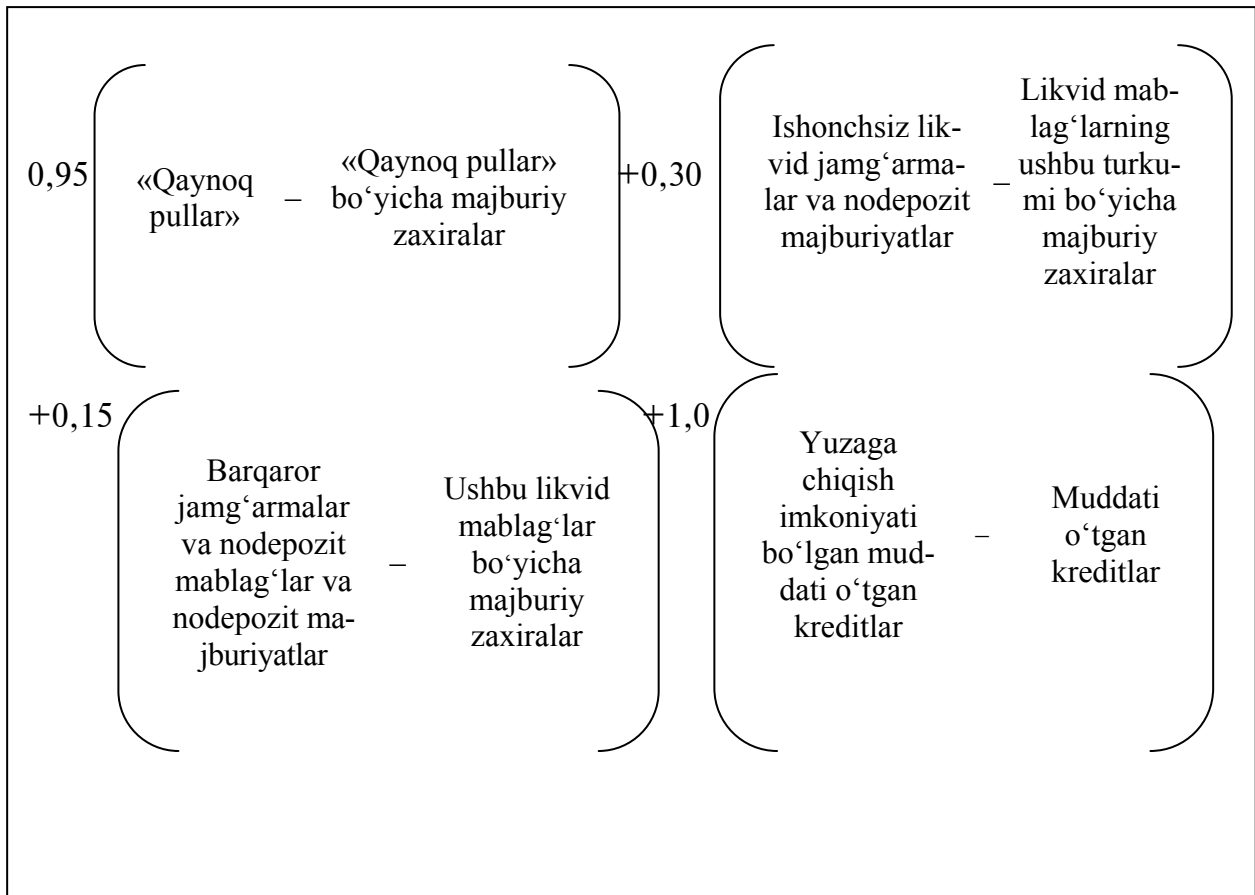 0,95
«Qaynoq
pullar»
–
«Qaynoq pullar»
bo‘yicha majburiy
zaxiralar
+0,30
Ishonchsiz lik-
vid jamg‘arma-
lar va nodepozit
majburiyatlar
–
Likvid mab-
lag‘larning
ushbu turku-
mi bo‘yicha
majburiy
zaxiralar
+0,15
Barqaror
jamg‘armalar
va nodepozit
mablag‘lar va
nodepozit ma-
jburiyatlar
–
Ushbu likvid
mablag‘lar
bo‘yicha
majburiy
zaxiralar
+1,0
Yuzaga
chiqish
imkoniyati
bo‘lgan mud-
dati o‘tgan
kreditlar
–
Muddati
o‘tgan
kreditlar